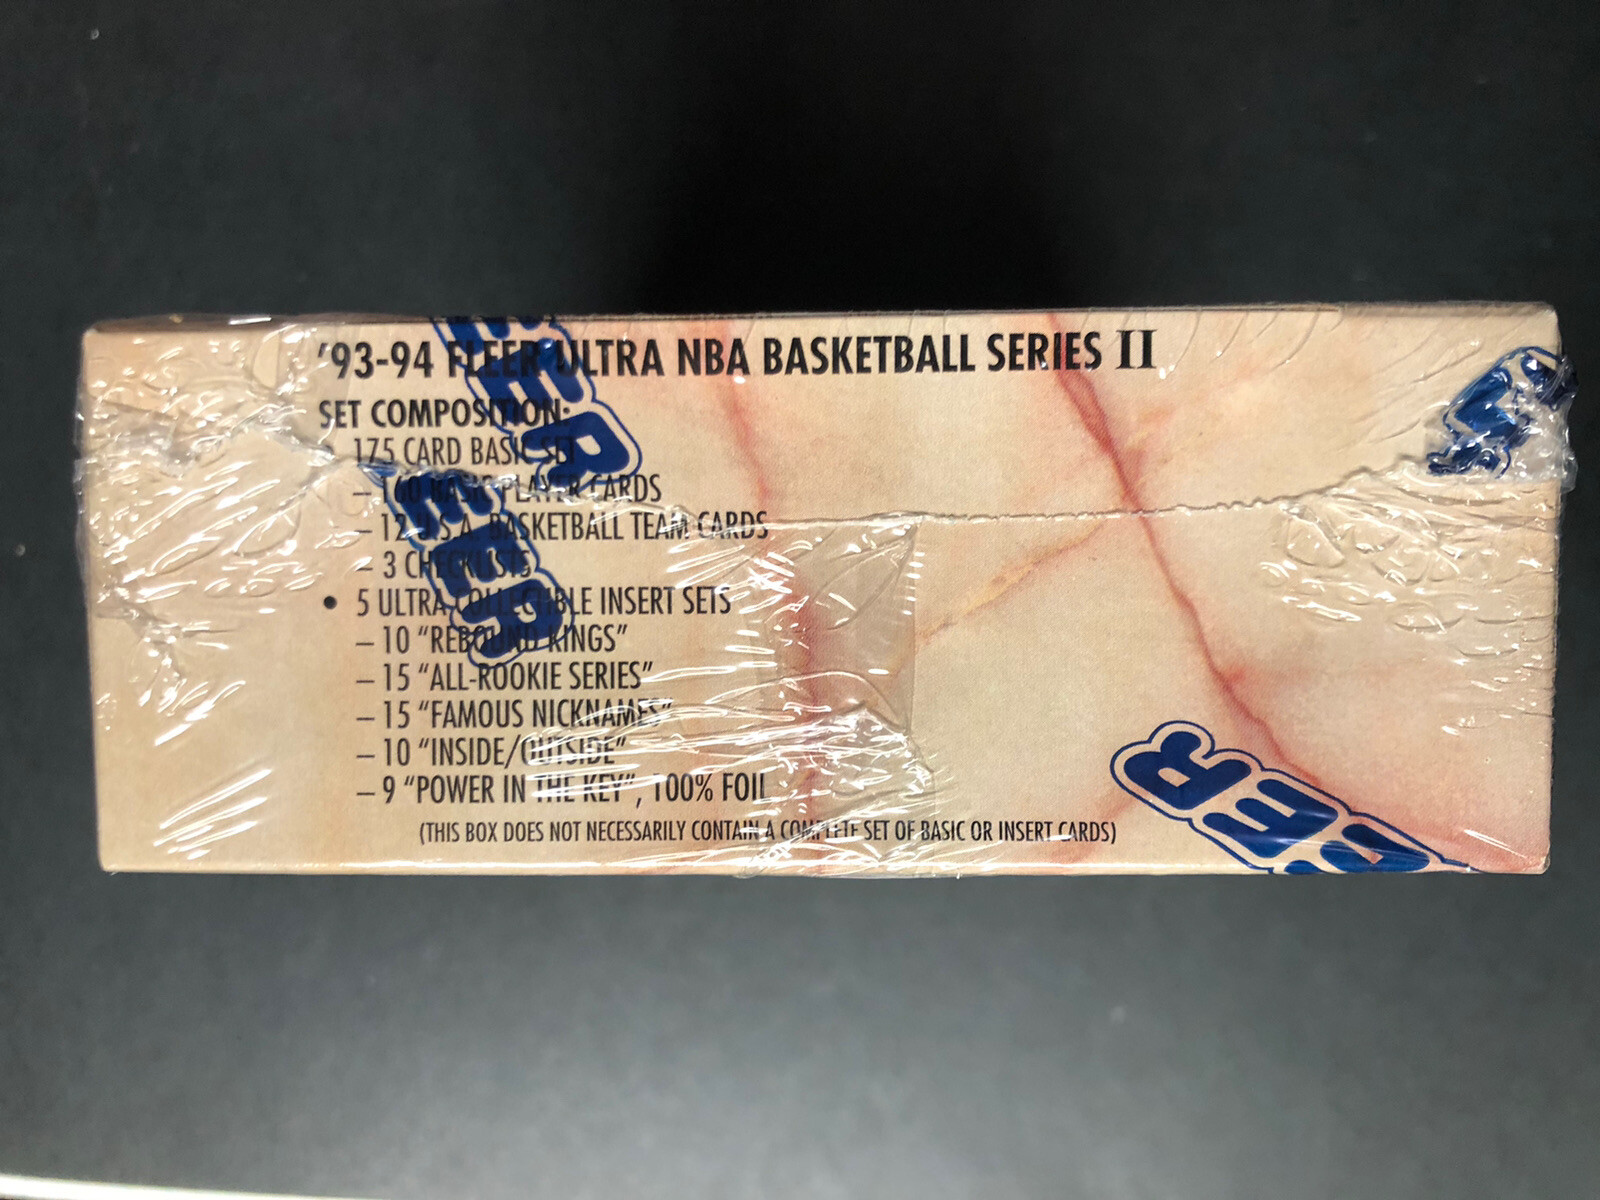 '93-94 FLEER ULTRA NBA BASKETBALL SERIES II
SET COMPOSITION:
175 CARD BASIC SET
– 160 BASIC PLAYER CARDS
– 12 U.S.A. BASKETBALL TEAM CARDS
– 3 CHECKLISTS
• 5 ULTRA COLLECTIBLE INSERT SETS
– 10 "REBOUND KINGS"
– 15 "ALL-ROOKIE SERIES"
– 15 "FAMOUS NICKNAMES"
– 10 "INSIDE/OUTSIDE"
– 9 "POWER IN THE KEY", 100% FOIL
(THIS BOX DOES NOT NECESSARILY CONTAIN A COMPLETE SET OF BASIC OR INSERT CARDS)